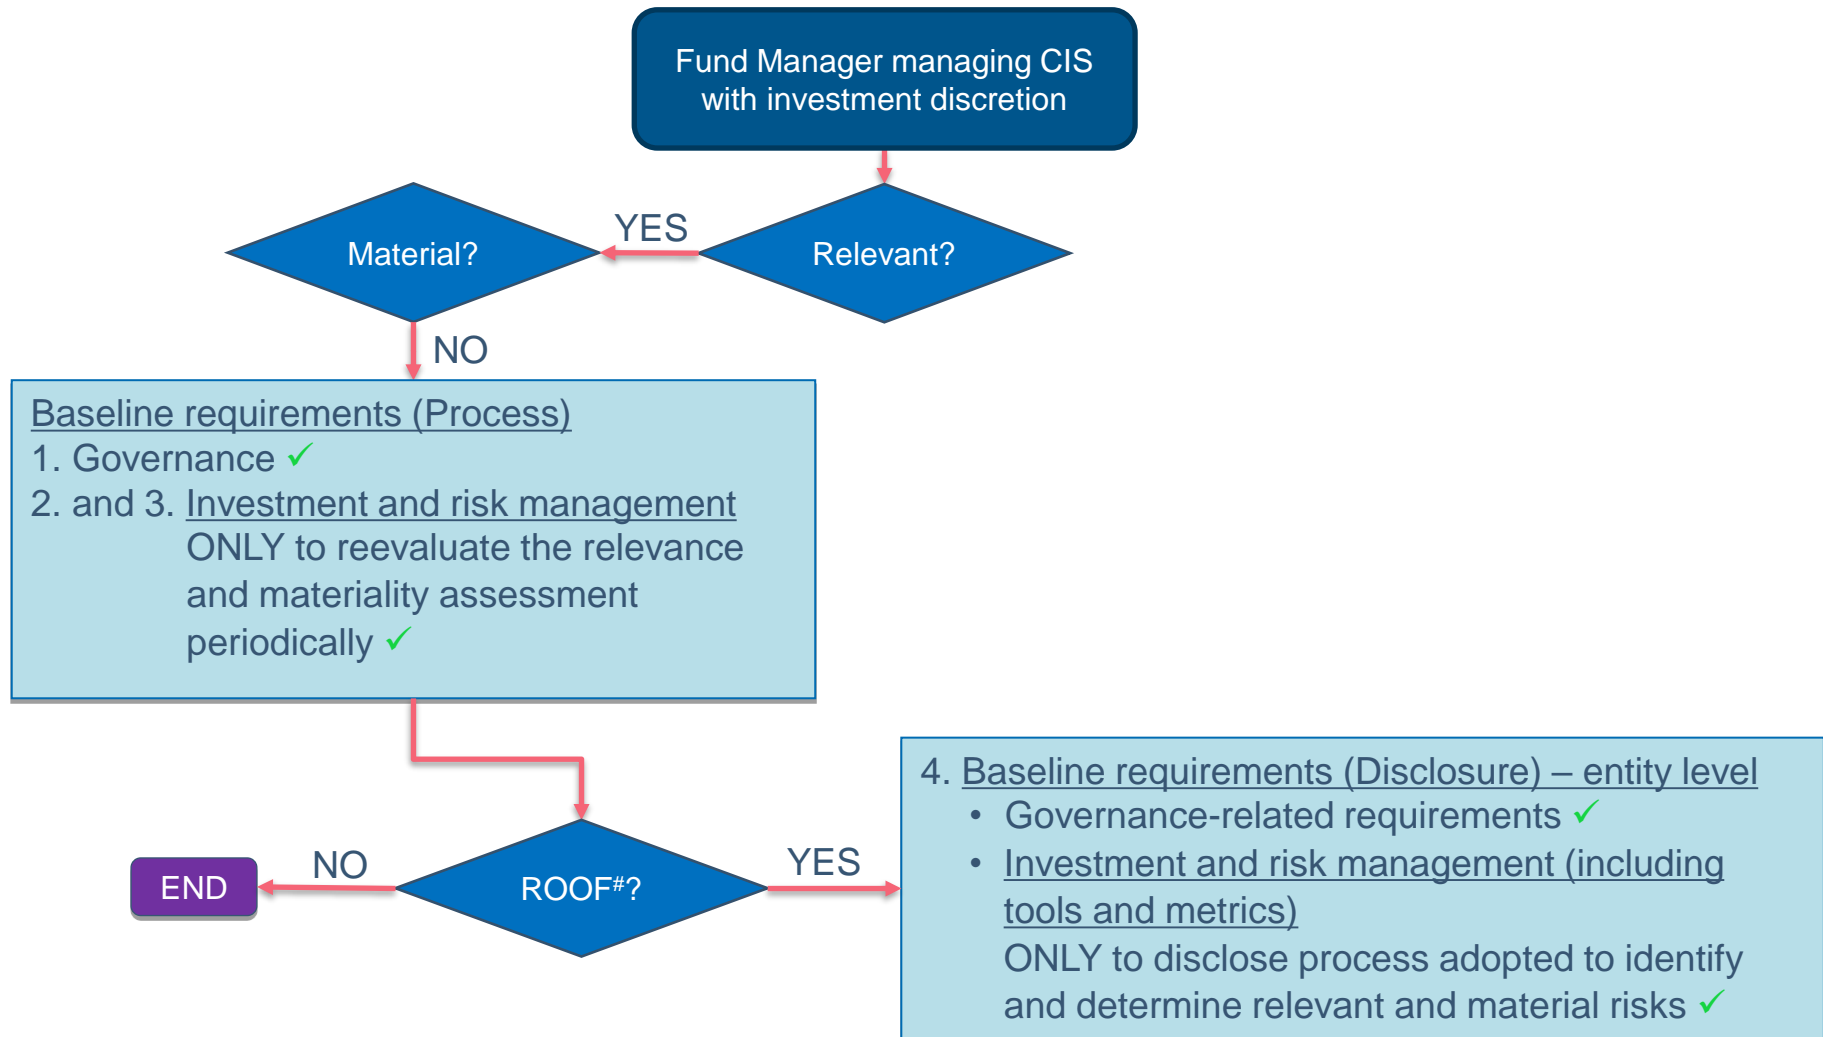 Fund Manager managing CIS
with investment discretion
Material?
YES
Relevant?
NO
Baseline requirements (Process)
1. Governance ✓
2. and 3. Investment and risk management
ONLY to reevaluate the relevance
and materiality assessment
periodically ✓
END
NO
ROOF#?
YES
4. Baseline requirements (Disclosure) – entity level
• Governance-related requirements ✓
• Investment and risk management (including
tools and metrics)
ONLY to disclose process adopted to identify
and determine relevant and material risks ✓